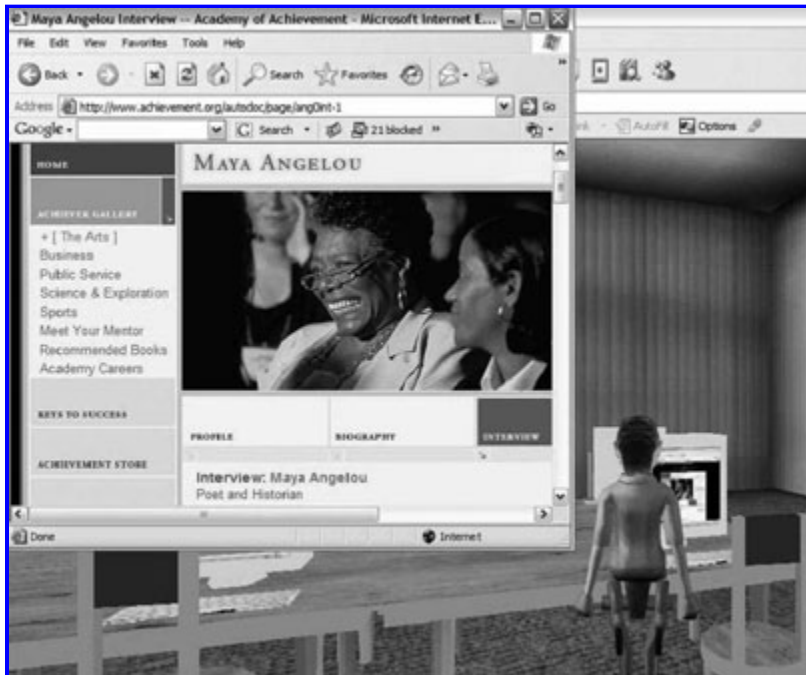 Maya Angelou Interview -- Academy of Achievement - Microsoft Internet E...
File Edit View Favorites Tools Help
Back Search Favorites
Address http://www.achievement.org/autodoc/page/ang0int-1 Go
Google Search 21 blocked
AutoFill Options
HOME
MAYA ANGELOU
ACHIEVER GALLERY
+ [ The Arts ]
Business
Public Service
Science & Exploration
Sports
Meet Your Mentor
Recommended Books
Academy Careers
KEYS TO SUCCESS
PROFILE BIOGRAPHY INTERVIEW
ACHIEVEMENT STORE
Interview: Maya Angelou
Poet and Historian
Done Internet